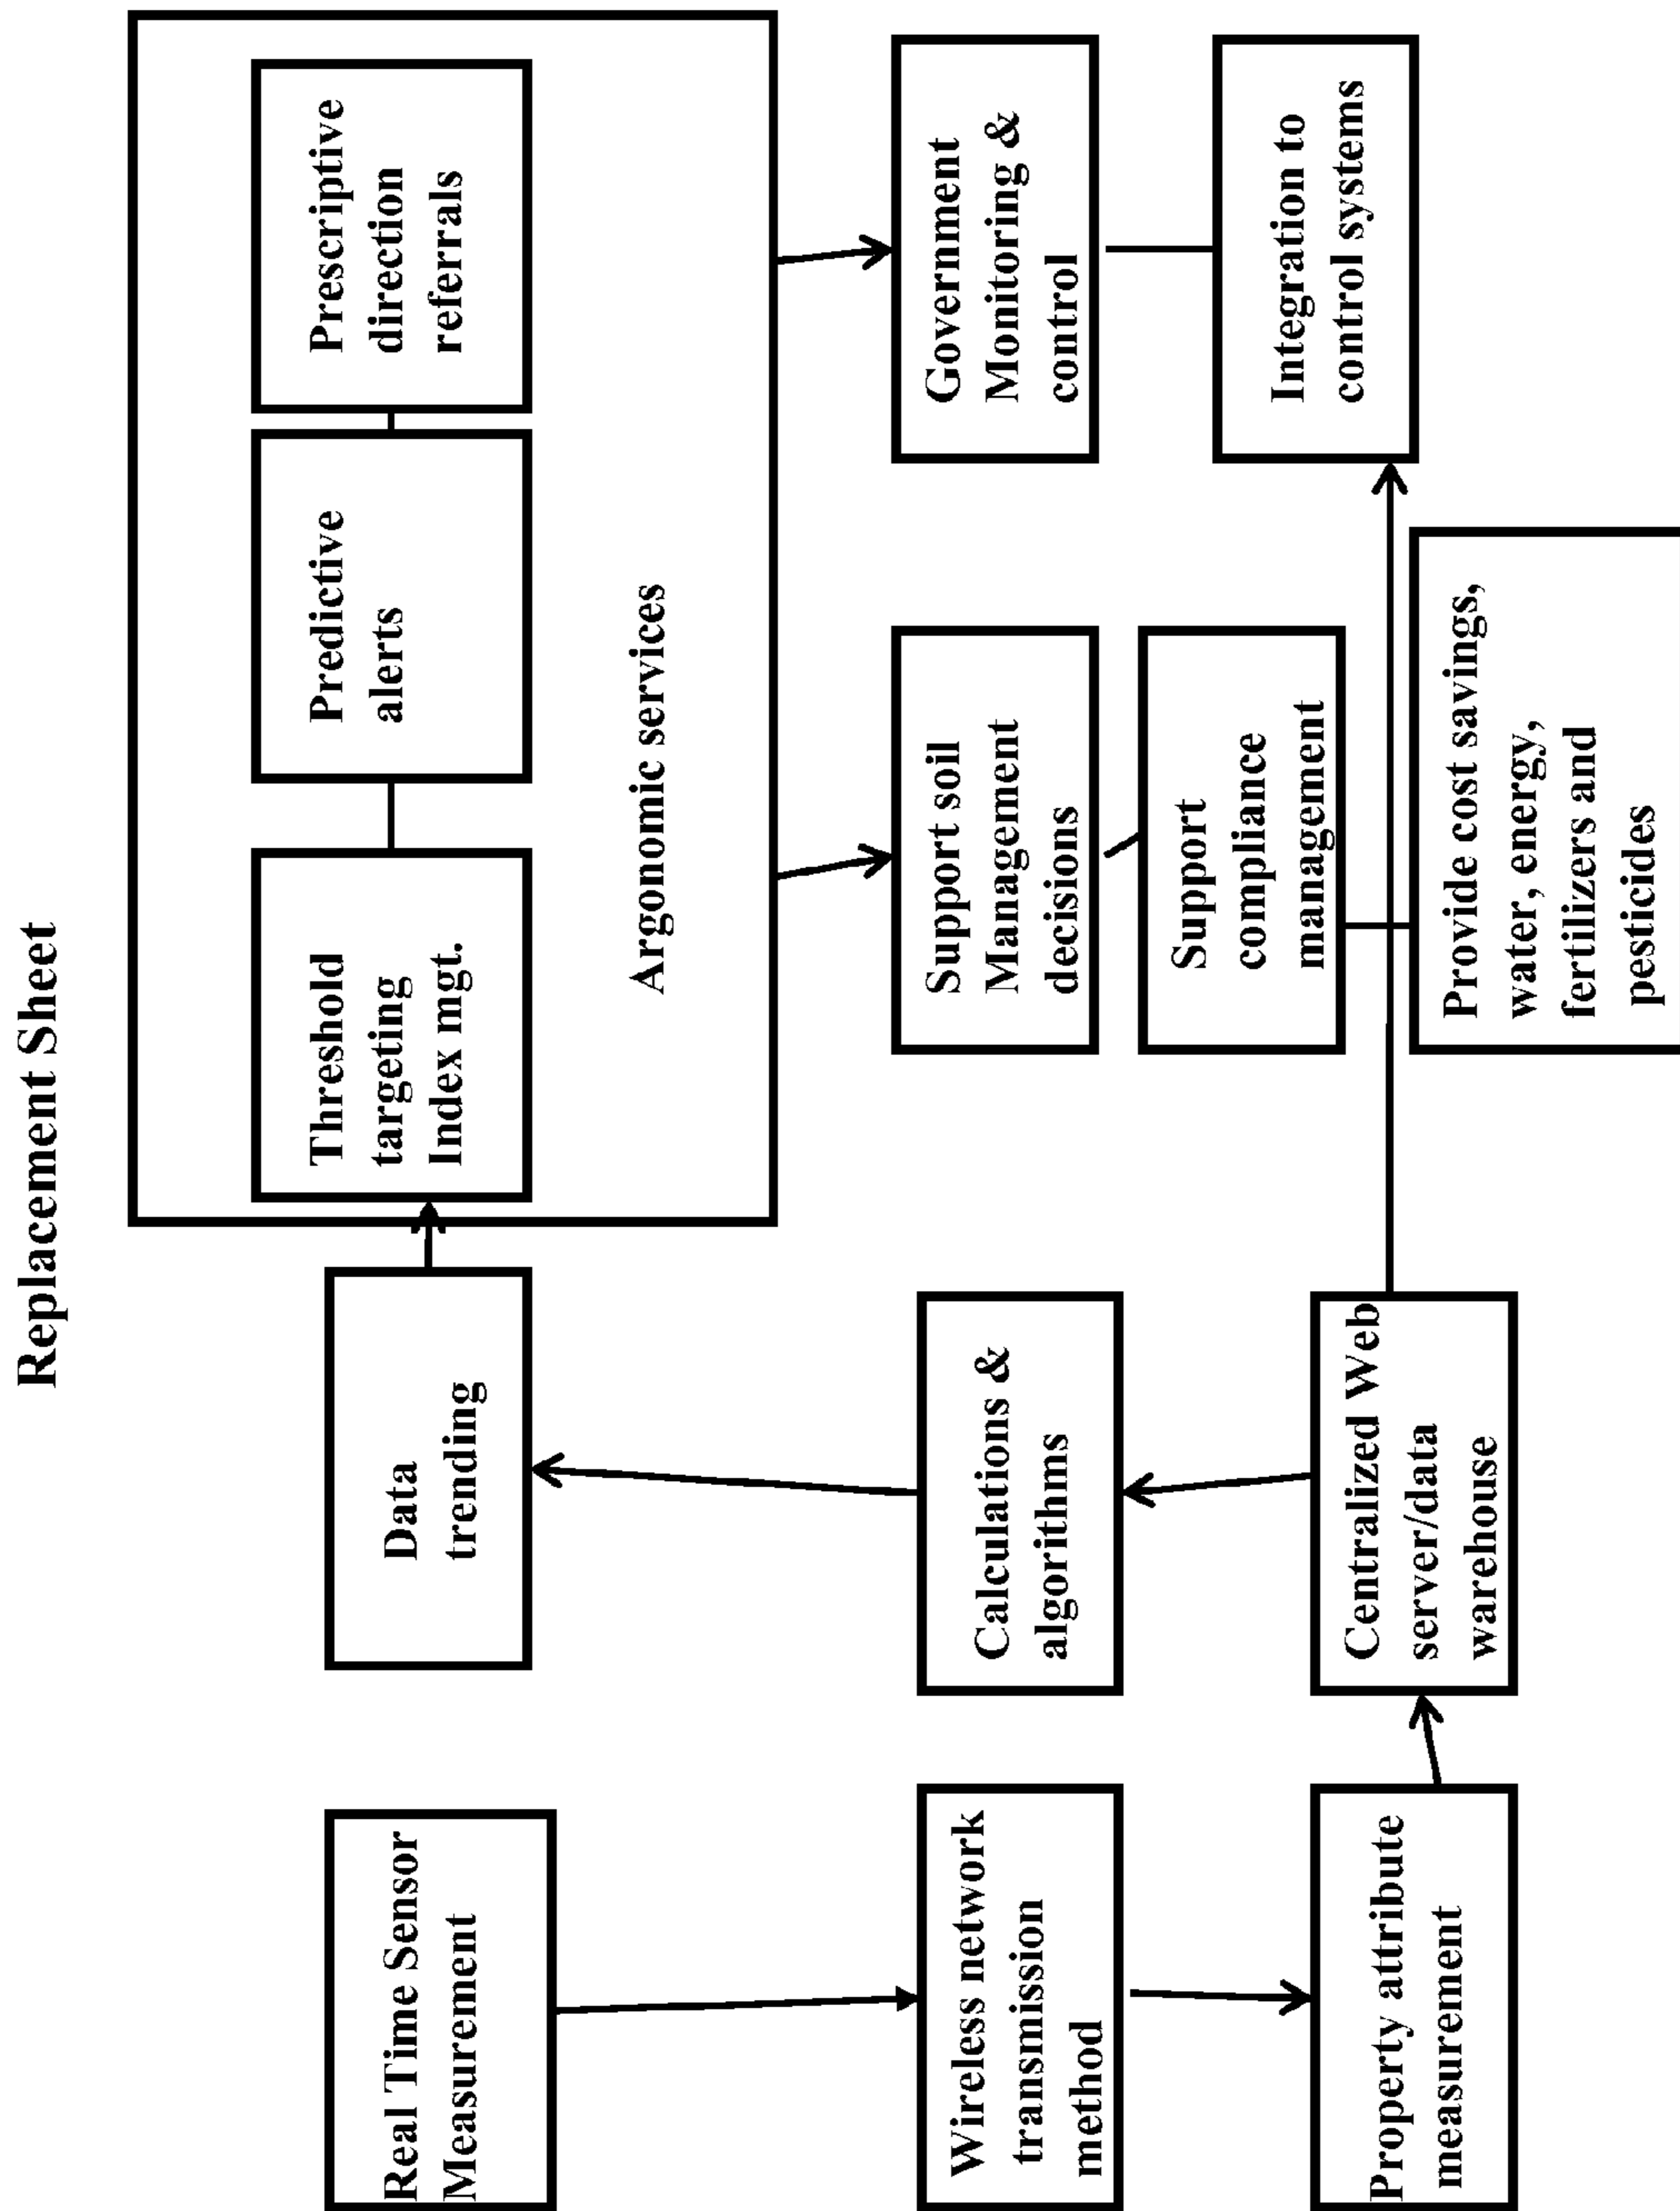 Replacement Sheet
Real Time Sensor
Measurement
Wireless network
transmission
method
Property attribute
measurement
Data
trending
Calculations &
algorithms
Centralized Web
server/data
warehouse
Threshold
targeting
Index mgt.
Predictive
alerts
Prescriptive
direction
referrals
Argonomic services
Support soil
Management
decisions
Support
compliance
management
Provide cost savings,
water, energy,
fertilizers and
pesticides
Government
Monitoring &
control
Integration to
control systems